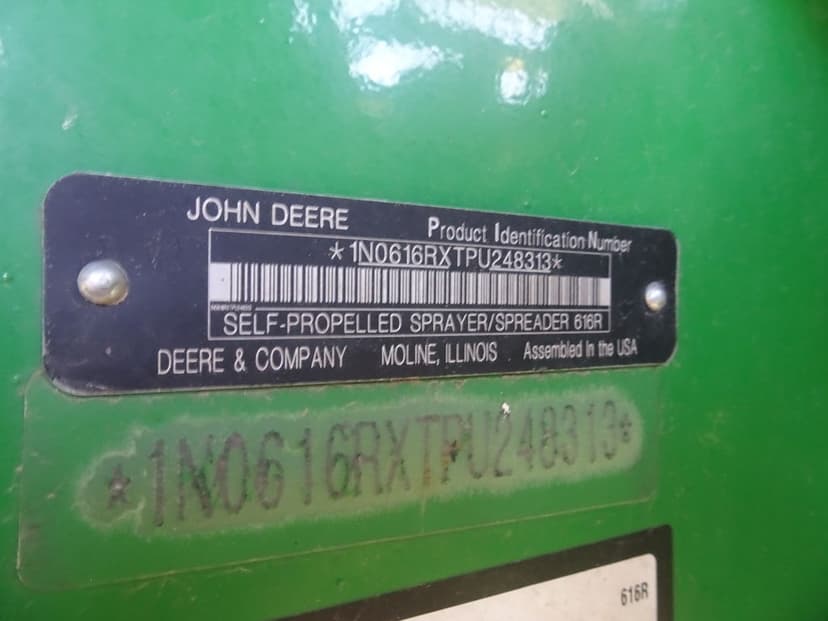 JOHN DEERE
Product Identification Number
*1N0616RXTPU248313*
SELF-PROPELLED SPRAYER/SPREADER 616R
DEERE & COMPANY MOLINE, ILLINOIS Assembled in the USA
*1N0616RXTPU248313*
616R